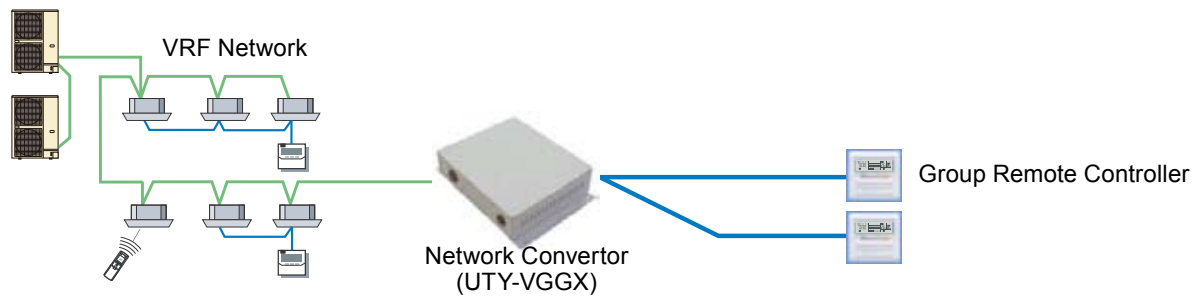 VRF Network
Group Remote Controller
Network Convertor
(UTY-VGGX)